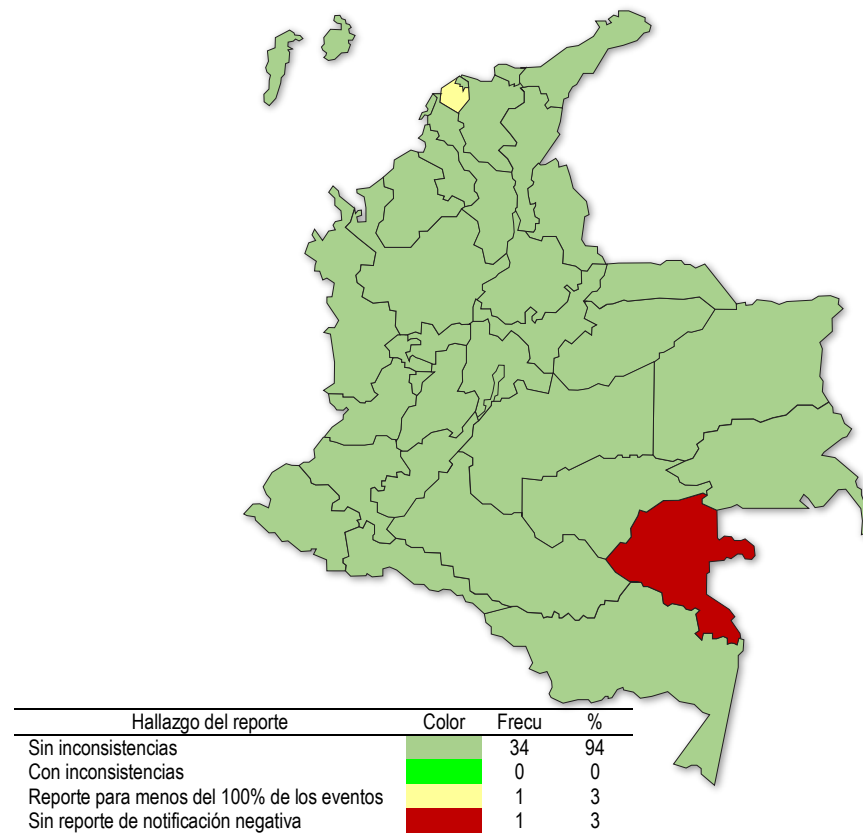 Hallazgo del reporte Color Frecu %
Sin inconsistencias 34 94
Con inconsistencias 0 0
Reporte para menos del 100% de los eventos 1 3
Sin reporte de notificación negativa 1 3